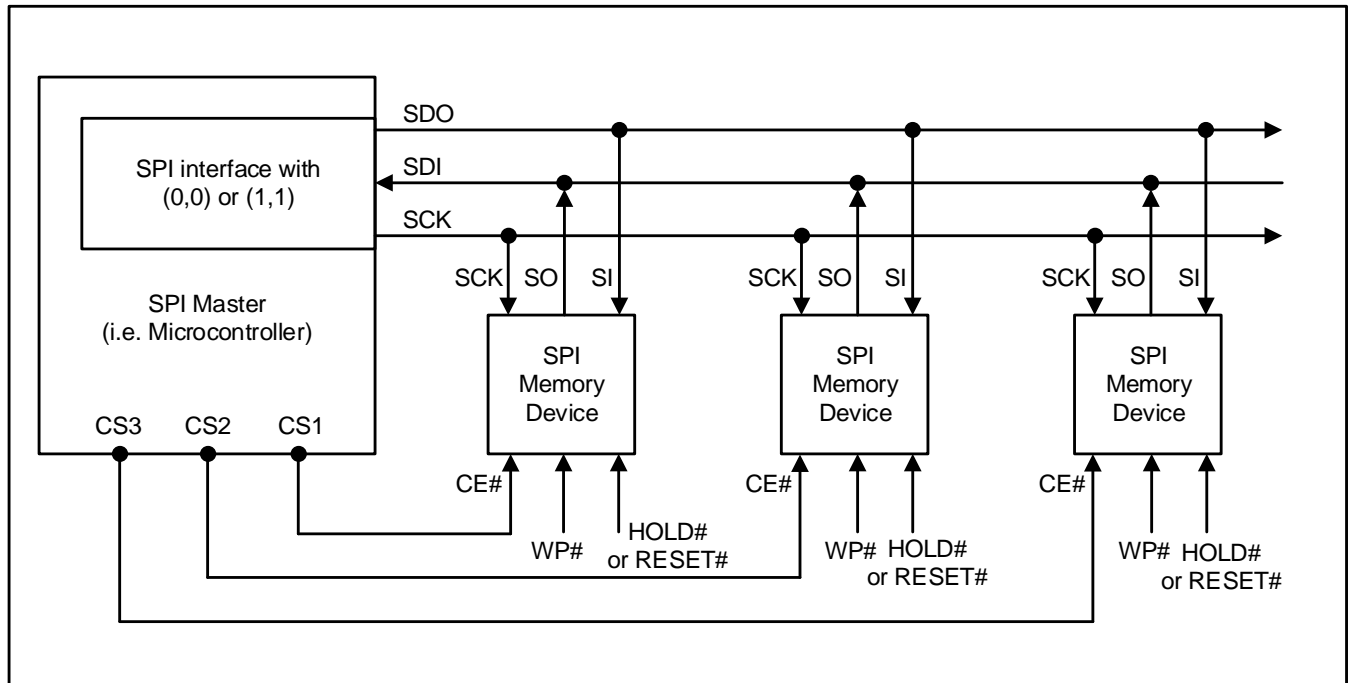 SDO
SPI interface with
(0,0) or (1,1)
SDI
SCK
SPI Master
(i.e. Microcontroller)
CS3
CS2
CS1
SCK
SO
SI
SPI
Memory
Device
CE#
WP#
HOLD#
or RESET#
SCK
SO
SI
SPI
Memory
Device
CE#
WP#
HOLD#
or RESET#
SCK
SO
SI
SPI
Memory
Device
CE#
WP#
HOLD#
or RESET#